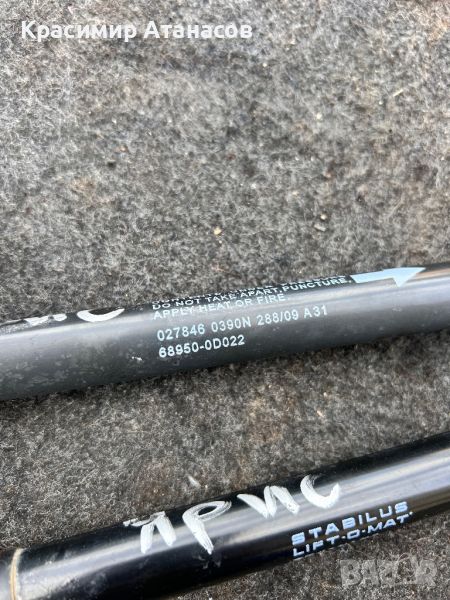 Красимир Атанасов
DO NOT TAKE APART, PUNCTURE,
APPLY HEAT, OR FIRE.
027846 0390N 288/09 A31
68950-0D022
ЯРИС
STABILUS
LIFT-O-MAT
BAZAR